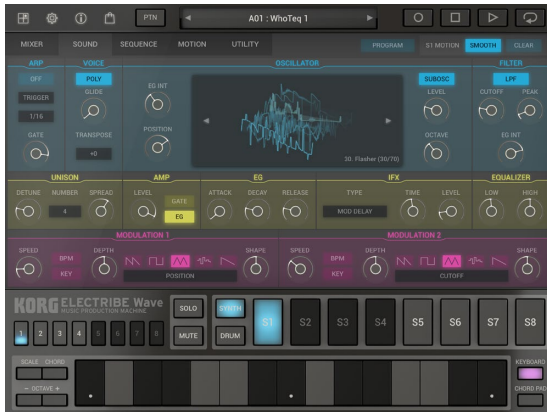 PTN
A01 : WhoTeq 1
MIXER SOUND SEQUENCE MOTION UTILITY PROGRAM S1 MOTION SMOOTH CLEAR
ARP VOICE OSCILLATOR FILTER
OFF POLY SUBOSC LPF
TRIGGER GLIDE EG INT LEVEL CUTOFF PEAK
1/16
GATE TRANSPOSE POSITION OCTAVE EG INT
+0
30. Flasher (30/70)
UNISON AMP EG IFX EQUALIZER
DETUNE NUMBER SPREAD LEVEL GATE ATTACK DECAY RELEASE TYPE TIME LEVEL LOW HIGH
4 EG MOD DELAY
MODULATION 1 MODULATION 2
SPEED BPM DEPTH SHAPE SPEED BPM DEPTH SHAPE
KEY POSITION KEY CUTOFF
KORG ELECTRIBE Wave
MUSIC PRODUCTION MACHINE
SOLO SYNTH S1 S2 S3 S4 S5 S6 S7 S8
1 2 3 4 5 6 7 8 MUTE DRUM
SCALE CHORD KEYBOARD
- OCTAVE + CHORD PAD